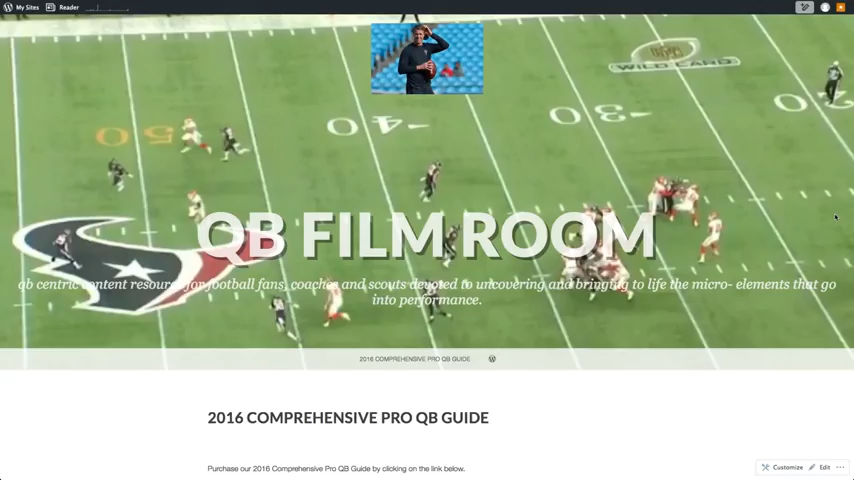 My Sites
Reader
WILD CARD
50
40
30
20
QB FILM ROOM
qb centric content resource for football fans, coaches and scouts devoted to uncovering and bringing to life the micro- elements that go
into performance.
2016 COMPREHENSIVE PRO QB GUIDE
2016 COMPREHENSIVE PRO QB GUIDE
Purchase our 2016 Comprehensive Pro QB Guide by clicking on the link below.
Customize
Edit